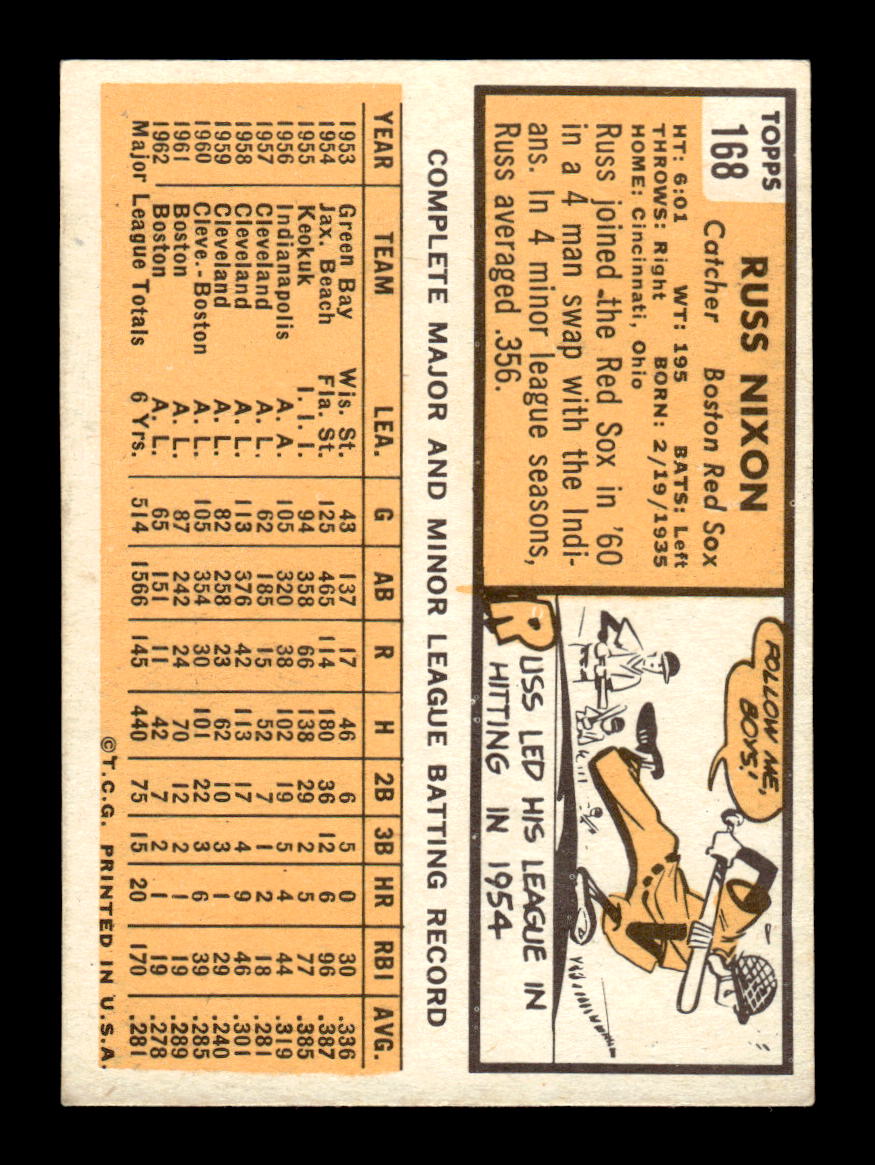 TOPPS
168
RUSS NIXON
Catcher Boston Red Sox
HT: 6:01 WT: 195 BATS: Left
THROWS: Right BORN: 2/19/1935
HOME: Cincinnati, Ohio
Russ joined the Red Sox in '60
in a 4 man swap with the Indi-
ans. In 4 minor league seasons,
Russ averaged .356.
FOLLOW ME,
BOYS!
RUSS LED HIS LEAGUE IN
HITTING IN 1954
COMPLETE MAJOR AND MINOR LEAGUE BATTING RECORD
YEAR TEAM LEA. G AB R H 2B 3B HR RBI AVG.
1953 Green Bay Wis. St. 43 137 17 46 6 5 0 30 .336
1954 Jax. Beach Fla. St. 125 465 114 180 36 12 6 96 .387
1955 Keokuk I. I. I. 94 358 66 138 29 2 5 77 .385
1956 Indianapolis A. A. 105 320 38 102 19 5 4 44 .319
1957 Cleveland A. L. 62 185 15 52 7 1 2 18 .281
1958 Cleveland A. L. 113 376 42 113 17 4 9 46 .301
1959 Cleveland A. L. 82 258 23 62 10 3 1 29 .240
1960 Cleve.-Boston A. L. 105 354 30 101 22 3 6 39 .285
1961 Boston A. L. 87 242 24 70 12 2 1 19 .289
1962 Boston A. L. 65 151 11 42 7 2 1 19 .278
Major League Totals 6 Yrs. 514 1566 145 440 75 15 20 170 .281
©T.C.G. PRINTED IN U.S.A.